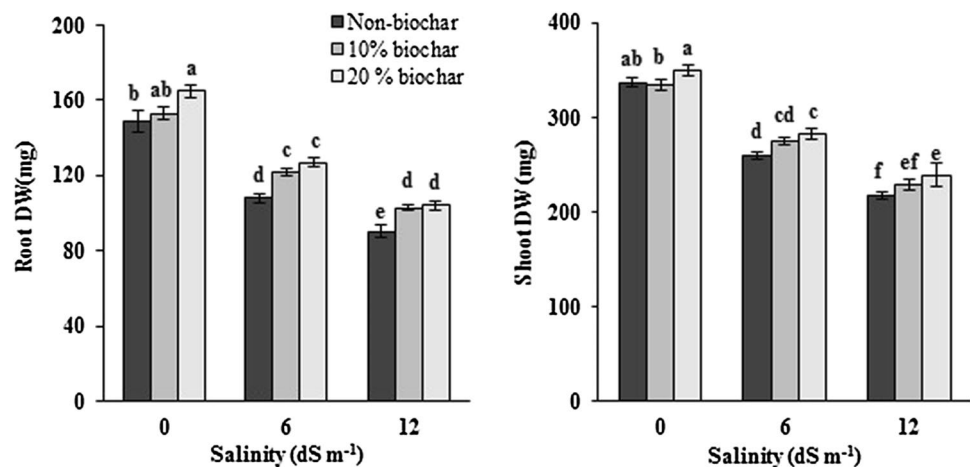 200
160
120
80
40
0
Root DW(mg)
Non-biochar
10% biochar
20 % biochar
b ab a
d c c
e d d
0 6 12
Salinity (dS m-1)
400
300
200
100
0
Shoot DW (mg)
ab b a
d cd c
f ef e
0 6 12
Salinity (dS m-1)